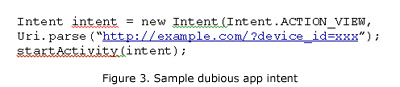 Intent intent = new Intent(Intent.ACTION_VIEW,
Uri.parse(“http://example.com/?device_id=xxx”);
startActivity(intent);
Figure 3. Sample dubious app intent